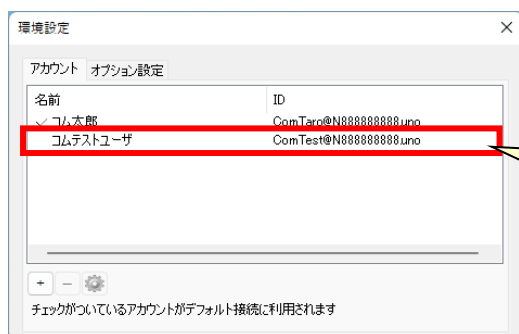 環境設定
アカウント オプション設定
名前 ID
コム太郎 ComTaro@N888888888.uno
コムテストユーザ ComTest@N888888888.uno
チェックがついているアカウントがデフォルト接続に利用されます